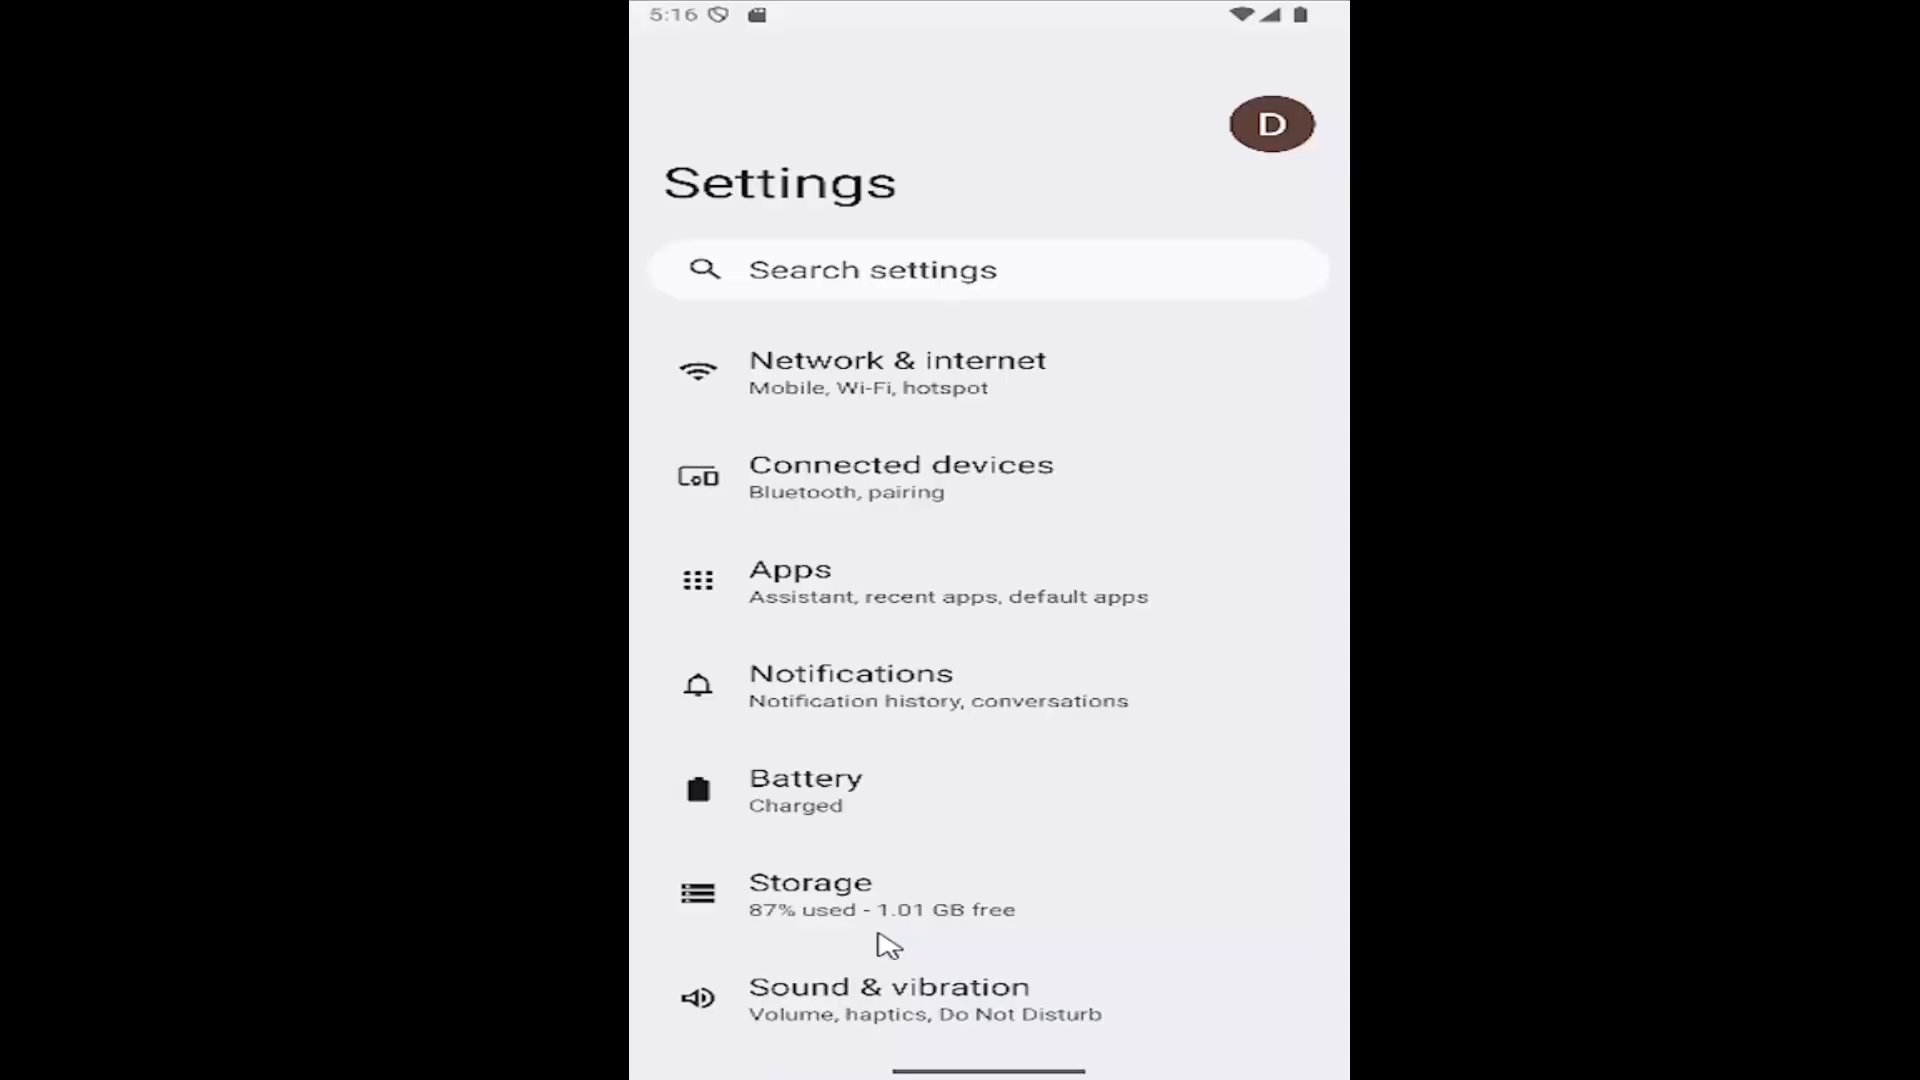 5:16
D
Settings
Search settings
Network & internet
Mobile, Wi-Fi, hotspot
Connected devices
Bluetooth, pairing
Apps
Assistant, recent apps, default apps
Notifications
Notification history, conversations
Battery
Charged
Storage
87% used - 1.01 GB free
Sound & vibration
Volume, haptics, Do Not Disturb